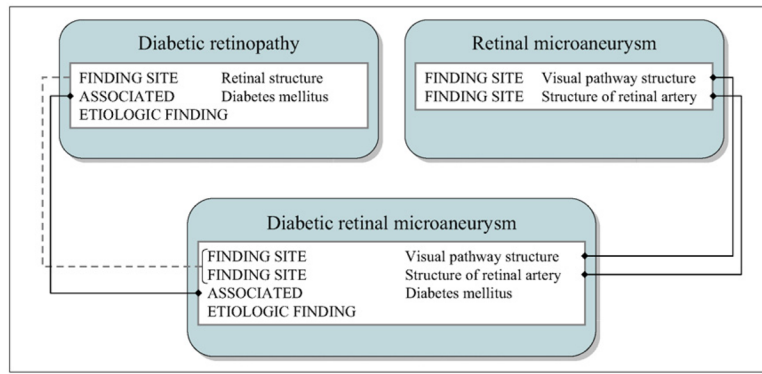 Diabetic retinopathy
FINDING SITE Retinal structure
ASSOCIATED Diabetes mellitus
ETIOLOGIC FINDING
Retinal microaneurysm
FINDING SITE Visual pathway structure
FINDING SITE Structure of retinal artery
Diabetic retinal microaneurysm
FINDING SITE Visual pathway structure
FINDING SITE Structure of retinal artery
ASSOCIATED Diabetes mellitus
ETIOLOGIC FINDING